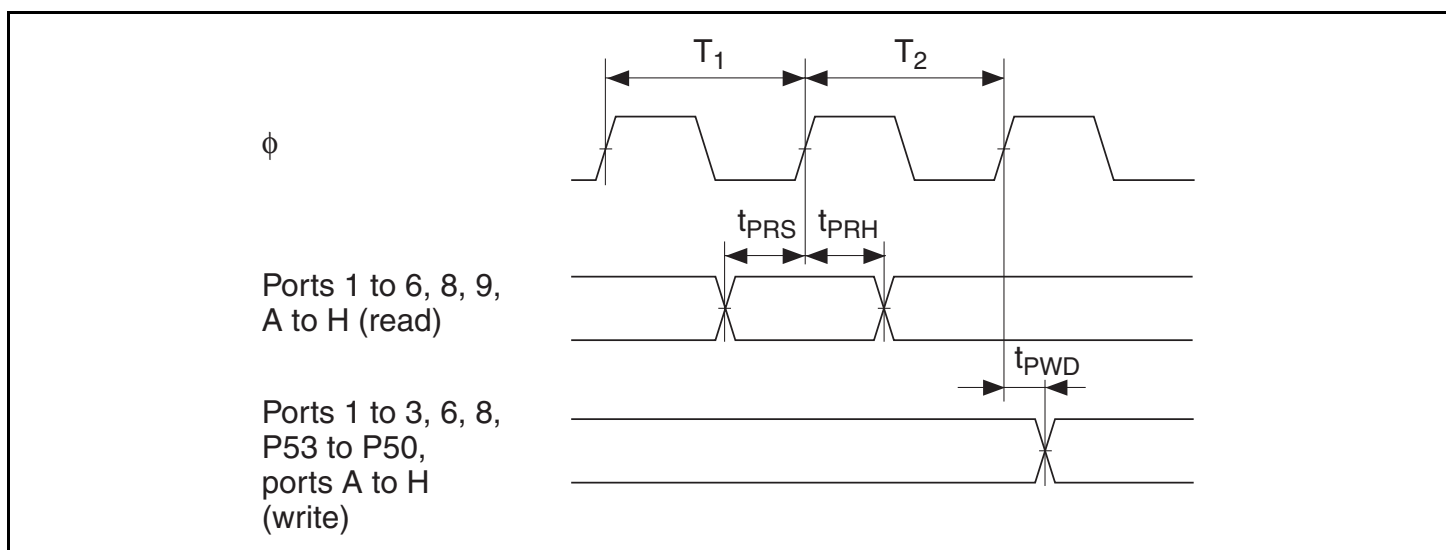 T1 T2
ϕ
tPRS tPRH
Ports 1 to 6, 8, 9,
A to H (read)
tPWD
Ports 1 to 3, 6, 8,
P53 to P50,
ports A to H
(write)